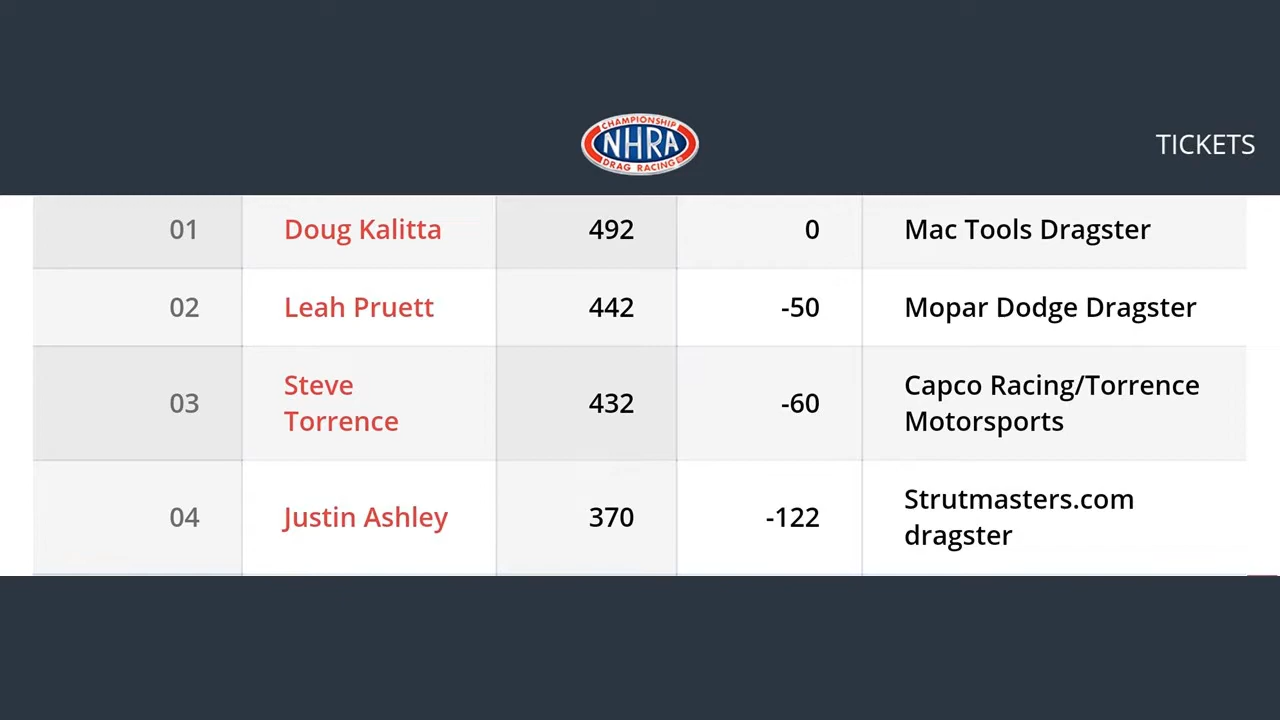 CHAMPIONSHIP
NHRA
DRAG RACING
TICKETS
01 Doug Kalitta 492 0 Mac Tools Dragster
02 Leah Pruett 442 -50 Mopar Dodge Dragster
03 Steve Torrence 432 -60 Capco Racing/Torrence Motorsports
04 Justin Ashley 370 -122 Strutmasters.com dragster